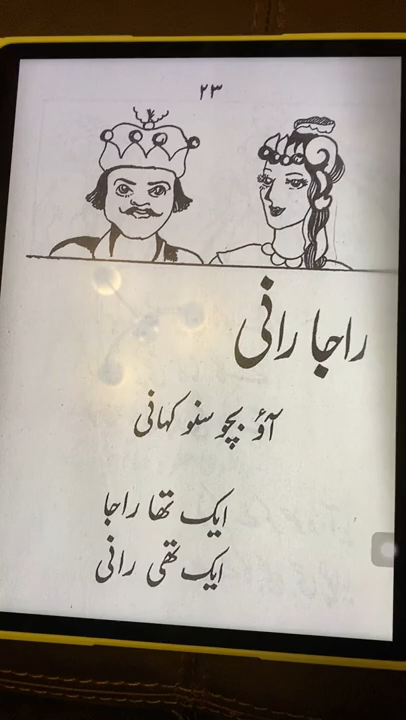 ۲۳
راجا رانی
آؤ بچو سنو کہانی
ایک تھا راجا
ایک تھی رانی